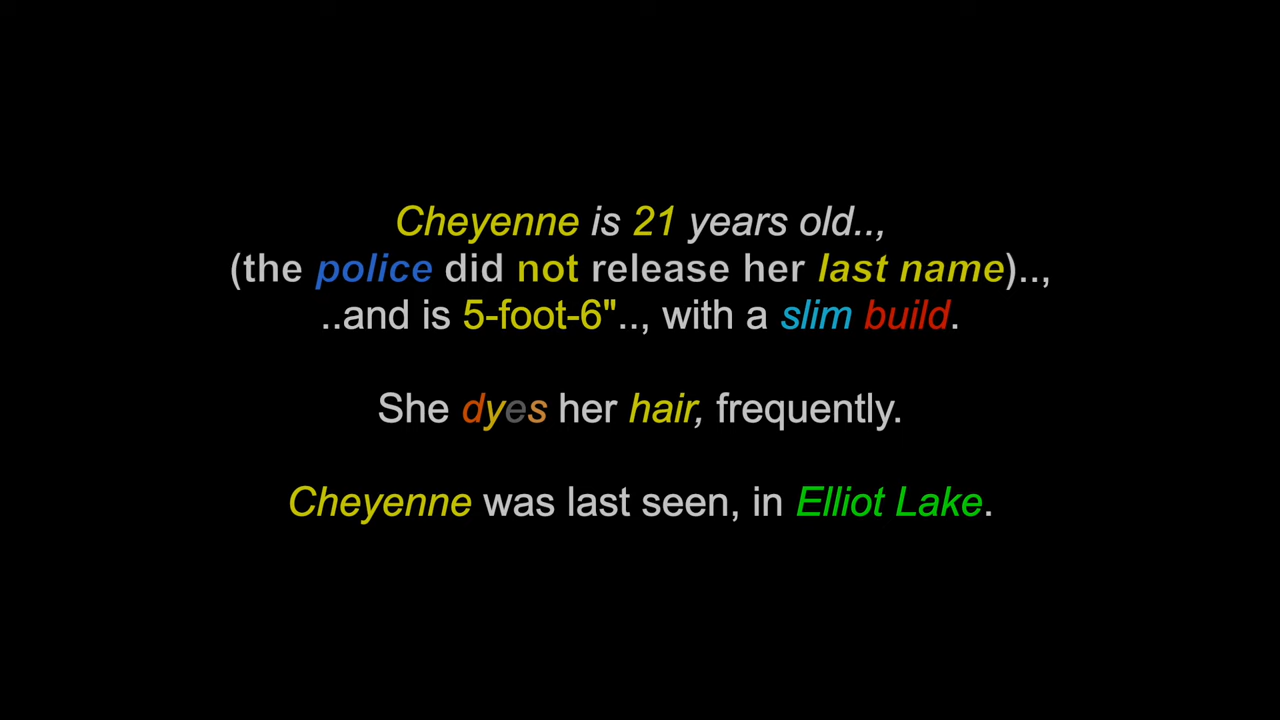 Cheyenne is 21 years old..,
(the police did not release her last name)..,
..and is 5-foot-6".., with a slim build.
She dyes her hair, frequently.
Cheyenne was last seen, in Elliot Lake.